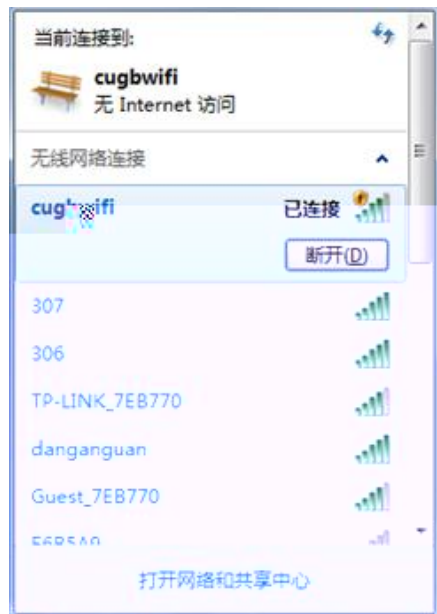 当前连接到:
cugbwifi
无 Internet 访问
无线网络连接
cugbwifi 已连接
断开(D)
307
306
TP-LINK_7EB770
danganguan
Guest_7EB770
打开网络和共享中心